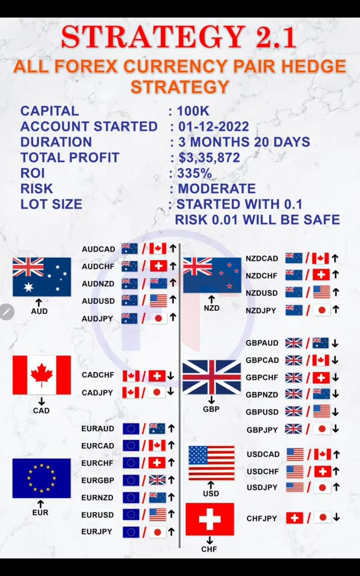 STRATEGY 2.1
ALL FOREX CURRENCY PAIR HEDGE
STRATEGY
CAPITAL : 100K
ACCOUNT STARTED : 01-12-2022
DURATION : 3 MONTHS 20 DAYS
TOTAL PROFIT : $3,35,872
ROI : 335%
RISK : MODERATE
LOT SIZE : STARTED WITH 0.1
RISK 0.01 WILL BE SAFE
AUDCAD / ↑
AUDCHF / ↑
AUDNZD / ↑
AUDUSD / ↑
AUDJPY / ↑
↑
AUD
CADCHF / ↓
CADJPY / ↓
↓
CAD
EURAUD / ↑
EURCAD / ↑
EURCHF / ↑
EURGBP / ↑
EURNZD / ↑
EURUSD / ↑
EURJPY / ↑
↑
EUR
NZDCAD / ↑
NZDCHF / ↑
NZDUSD / ↑
NZDJPY / ↑
↑
NZD
GBPAUD / ↓
GBPCAD / ↓
GBPCHF / ↓
GBPNZD / ↓
GBPUSD / ↓
GBPJPY / ↓
↓
GBP
USDCAD / ↑
USDCHF / ↑
USDJPY / ↑
↑
USD
CHFJPY / ↓
↓
CHF